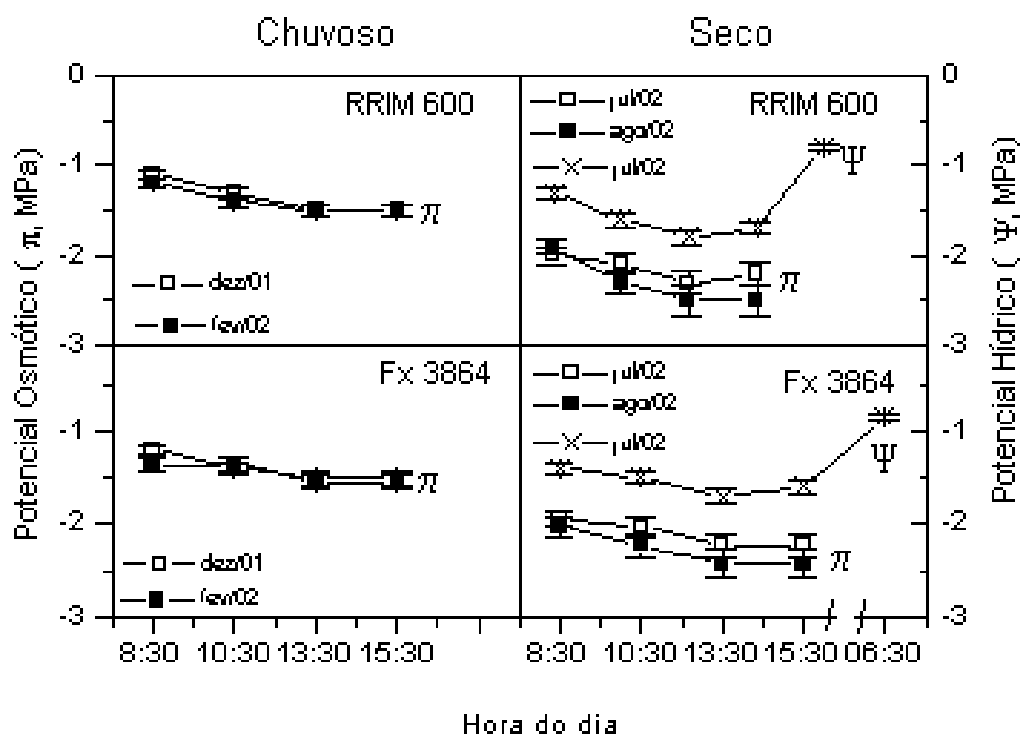 Chuvoso
Seco
0
-1
-2
-3
-1
-2
-3
Potencial Osmótico ( π, MPa)
RRIM 600
π
dez/01
fev/02
RRIM 600
jul/02
ago/02
jul/02
Ψ
π
0
-1
-2
-3
-1
-2
-3
Potencial Hídrico ( Ψ, MPa)
Fx 3864
π
dez/01
fev/02
Fx 3864
jul/02
ago/02
jul/02
Ψ
π
8:30 10:30 13:30 15:30
8:30 10:30 13:30 15:30 06:30
Hora do dia